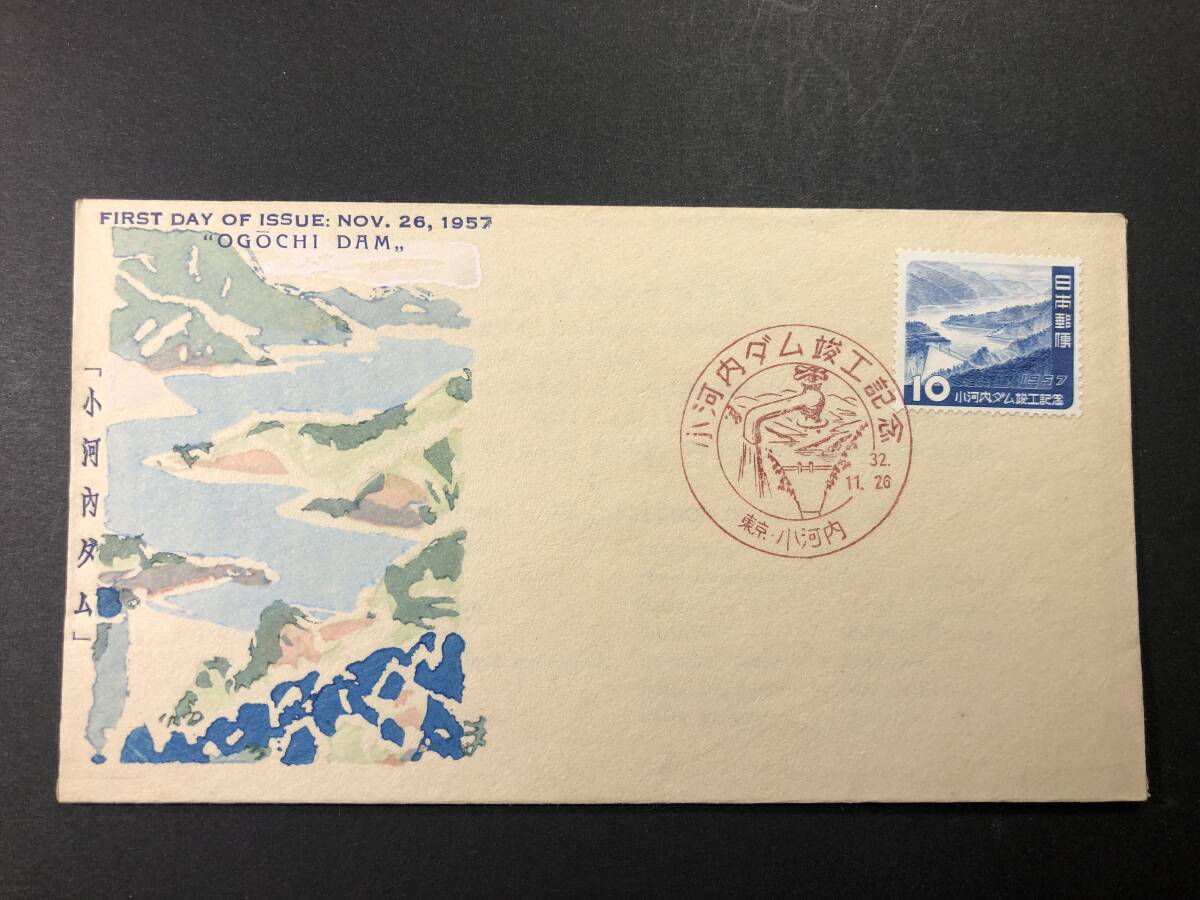 FIRST DAY OF ISSUE: NOV. 26, 1957
“OGŌCHI DAM„
「小河內ダム」
日本郵便
1957
10
小河内ダム竣工記念
小河内ダム竣工記念
32.
11. 26
東京・小河内